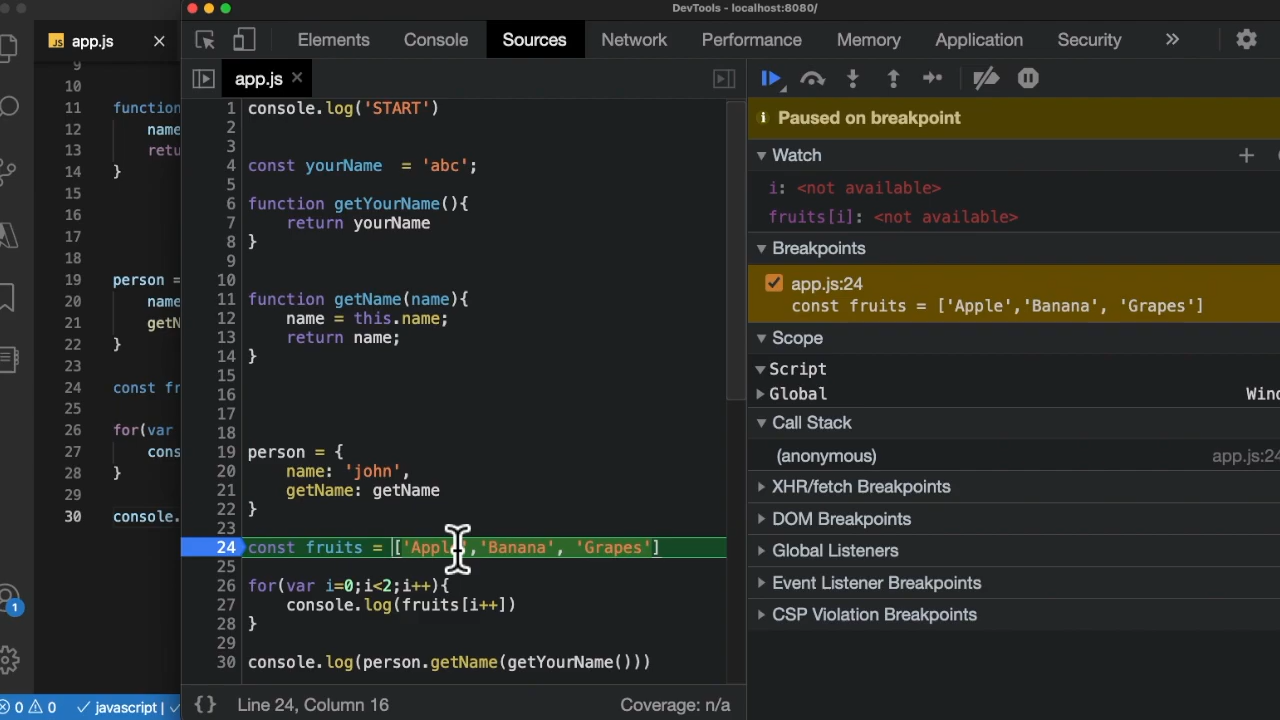 DevTools - localhost:8080/
JS app.js ×
Elements Console Sources Network Performance Memory Application Security »
app.js ×
9
10
11 function
12 name
13 retu
14 }
15
16
17
18
19 person =
20 name
21 getN
22 }
23
24 const fr
25
26 for(var
27 cons
28 }
29
30 console.
1
0 0 javascript |
1 console.log('START')
2
3
4 const yourName = 'abc';
5
6 function getYourName(){
7 return yourName
8 }
9
10
11 function getName(name){
12 name = this.name;
13 return name;
14 }
15
16
17
18
19 person = {
20 name: 'john',
21 getName: getName
22 }
23
24 const fruits = ['Apple','Banana', 'Grapes']
25
26 for(var i=0;i<2;i++){
27 console.log(fruits[i++])
28 }
29
30 console.log(person.getName(getYourName()))
{} Line 24, Column 16 Coverage: n/a
Paused on breakpoint
Watch
i: <not available>
fruits[i]: <not available>
Breakpoints
app.js:24
const fruits = ['Apple','Banana', 'Grapes']
Scope
Script
Global Wind
Call Stack
(anonymous) app.js:24
XHR/fetch Breakpoints
DOM Breakpoints
Global Listeners
Event Listener Breakpoints
CSP Violation Breakpoints